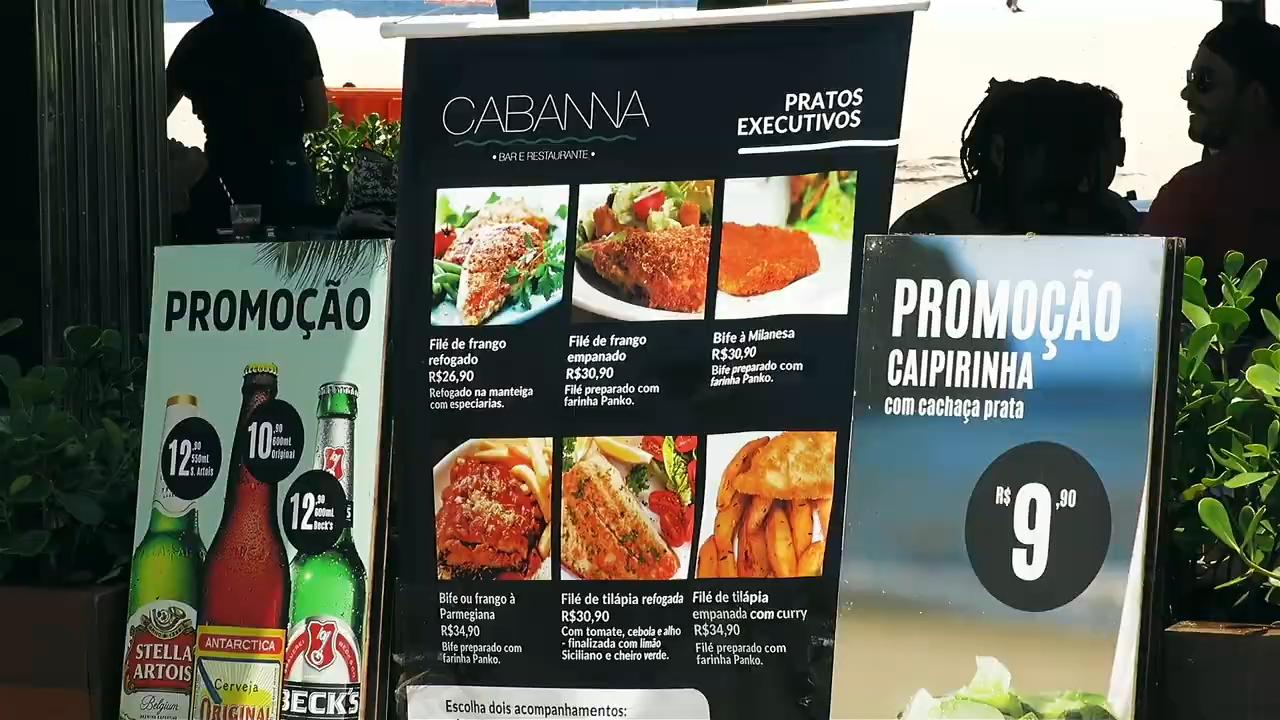 CABANNA
• BAR E RESTAURANTE •
PRATOS
EXECUTIVOS
Filé de frango
refogado
R$26,90
Refogado na manteiga
com especiarias.
Filé de frango
empanado
R$30,90
Filé preparado com
farinha Panko.
Bife à Milanesa
R$30,90
Bife preparado com
farinha Panko.
Bife ou frango à
Parmegiana
R$34,90
Bife preparado com
farinha Panko.
Filé de tilápia refogada
R$30,90
Com tomate, cebola e alho
- finalizada com limão
Siciliano e cheiro verde.
Filé de tilápia
empanada com curry
R$34,90
Filé preparado com
farinha Panko.
Escolha dois acompanhamentos:
PROMOÇÃO
12,90
550ml
S. Artois
10,90
600ml
Original
12,90
600ml
Beck's
STELLA
ARTOIS
Belgium
ANTARCTICA
Cerveja
ORIGINAL
BECK'S
PROMOÇÃO
CAIPIRINHA
com cachaça prata
R$ 9,90